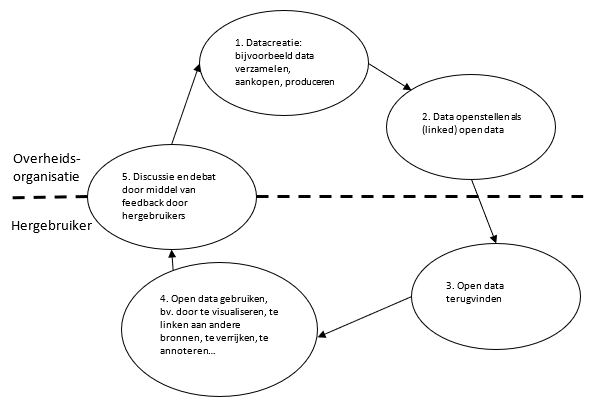 1. Datacreatie:
bijvoorbeeld data
verzamelen,
aankopen, produceren
2. Data openstellen als
(linked) open data
Overheids-
organisatie
5. Discussie en debat
door middel van
feedback door
hergebruikers
Hergebruiker
3. Open data
terugvinden
4. Open data gebruiken,
bv. door te visualiseren, te
linken aan andere
bronnen, te verrijken, te
annoteren...